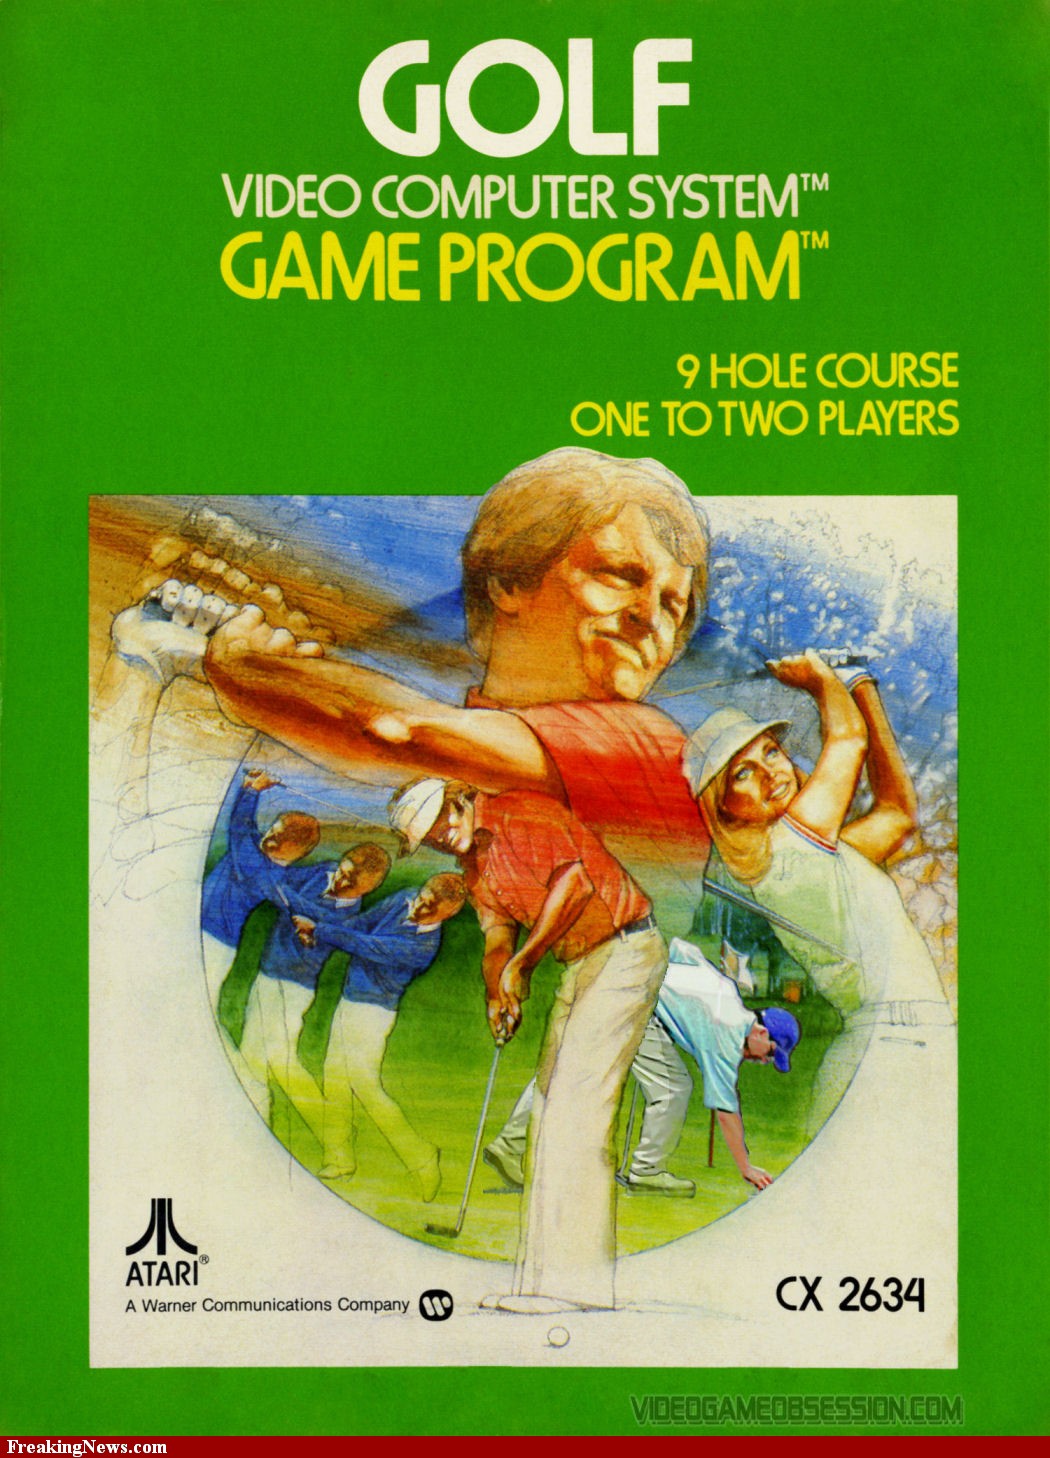 GOLF
VIDEO COMPUTER SYSTEM™
GAME PROGRAM™
9 HOLE COURSE
ONE TO TWO PLAYERS
ATARI®
A Warner Communications Company
CX 2634
VIDEOGAMEOBSESSION.COM
FreakingNews.com